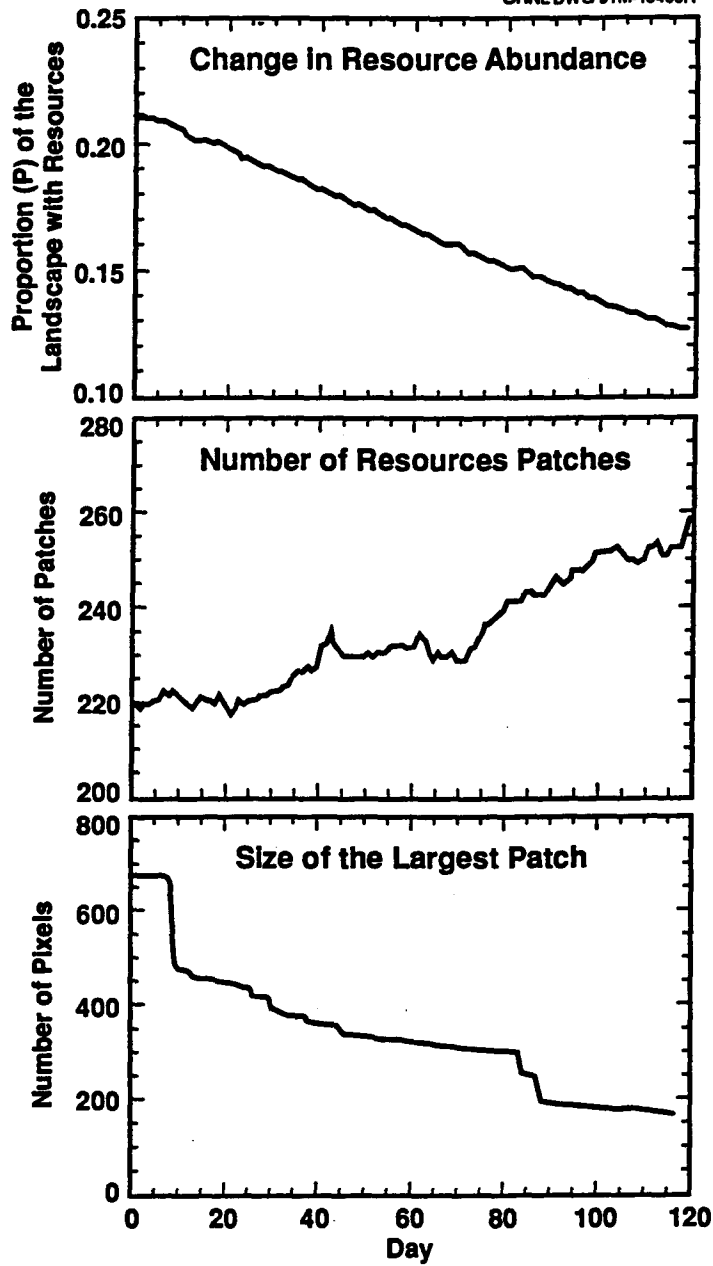 Change in Resource Abundance
Proportion (P) of the
Landscape with Resources
0.25
0.20
0.15
0.10
Number of Resources Patches
Number of Patches
280
260
240
220
200
Size of the Largest Patch
Number of Pixels
800
600
400
200
0
0 20 40 60 80 100 120
Day